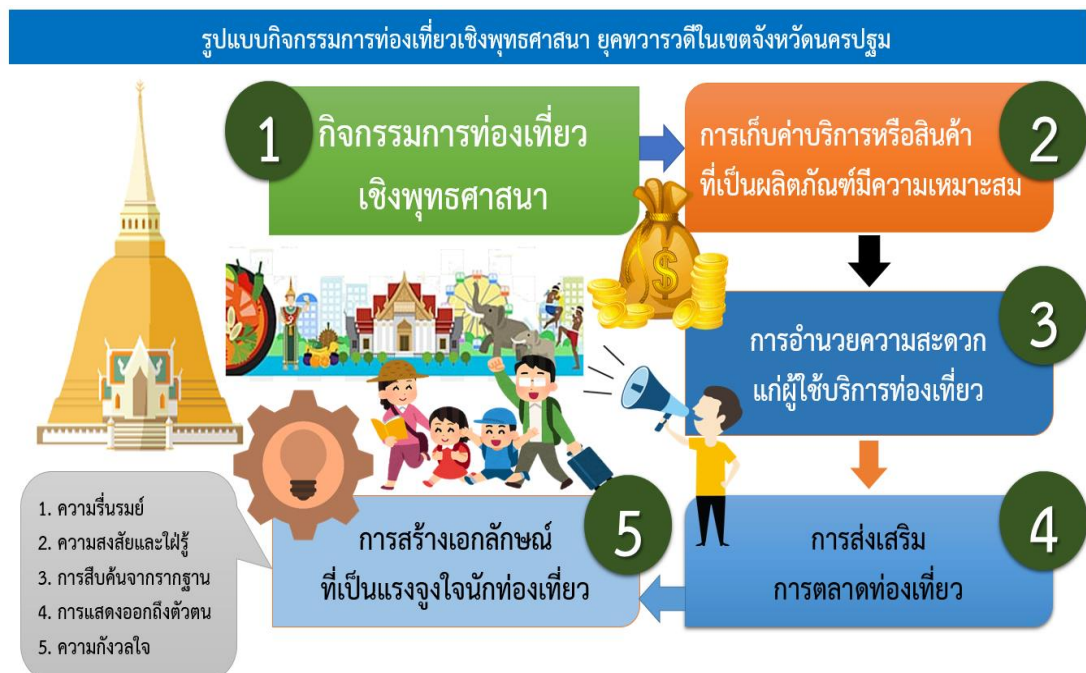 รูปแบบกิจกรรมการท่องเที่ยวเชิงพุทธศาสนา ยุคทวารวดีในเขตจังหวัดนครปฐม
1
กิจกรรมการท่องเที่ยว
เชิงพุทธศาสนา
2
การเก็บค่าบริการหรือสินค้า
ที่เป็นผลิตภัณฑ์มีความเหมาะสม
$
3
การอำนวยความสะดวก
แก่ผู้ใช้บริการท่องเที่ยว
4
การส่งเสริม
การตลาดท่องเที่ยว
5
การสร้างเอกลักษณ์
ที่เป็นแรงจูงใจนักท่องเที่ยว
1. ความรื่นรมย์
2. ความสงสัยและใฝ่รู้
3. การสืบค้นจากรากฐาน
4. การแสดงออกถึงตัวตน
5. ความกังวลใจ